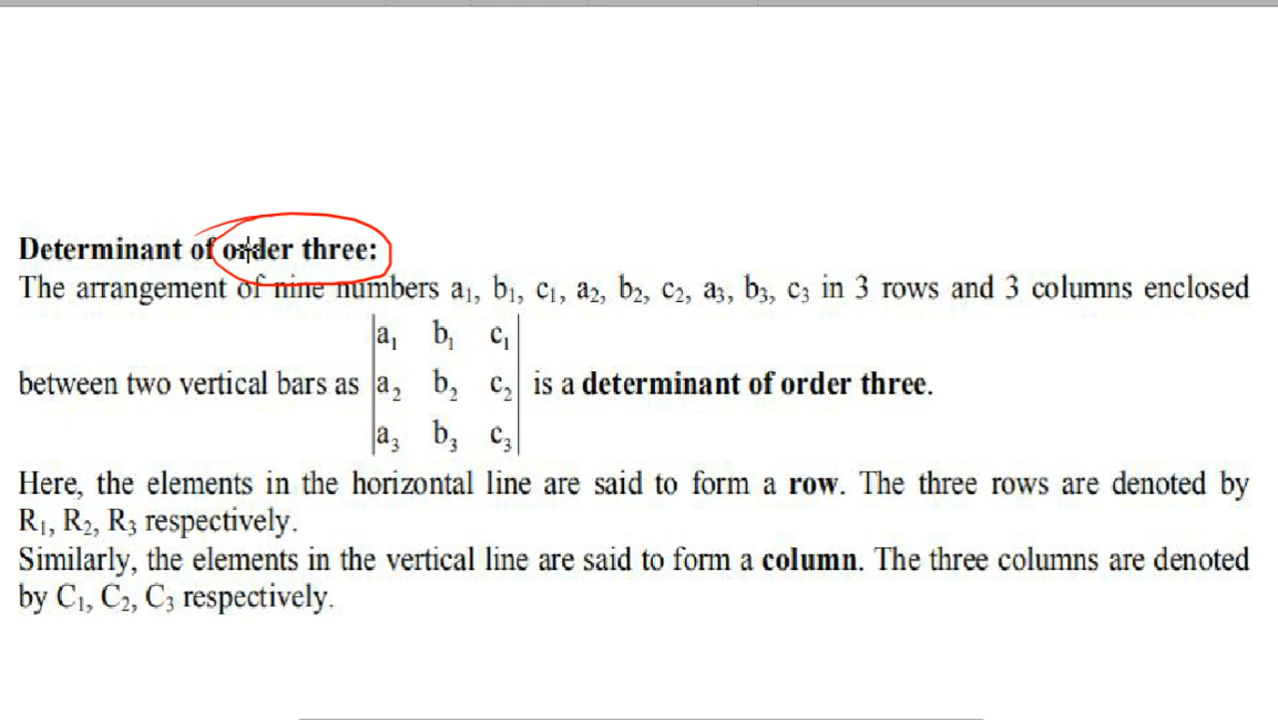 Determinant of order three:
The arrangement of nine numbers a₁, b₁, c₁, a₂, b₂, c₂, a₃, b₃, c₃ in 3 rows and 3 columns enclosed
a₁ b₁ c₁
between two vertical bars as |a₂ b₂ c₂| is a determinant of order three.
a₃ b₃ c₃
Here, the elements in the horizontal line are said to form a row. The three rows are denoted by
R₁, R₂, R₃ respectively.
Similarly, the elements in the vertical line are said to form a column. The three columns are denoted
by C₁, C₂, C₃ respectively.